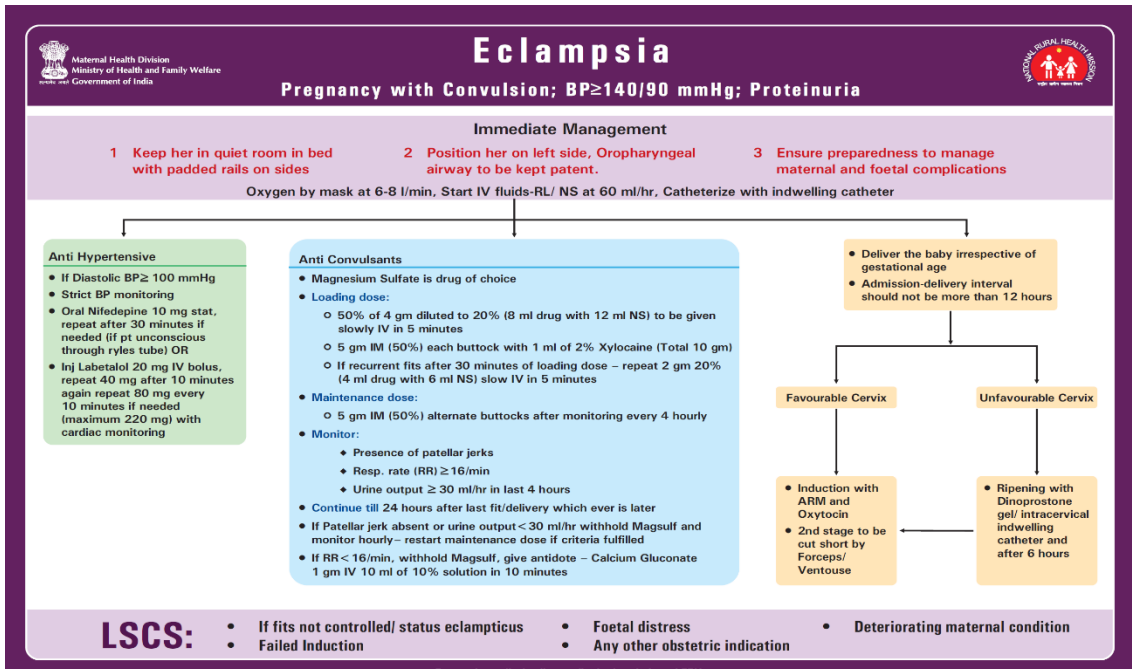 Maternal Health Division
Ministry of Health and Family Welfare
Government of India
Eclampsia
Pregnancy with Convulsion; BP≥140/90 mmHg; Proteinuria
NATIONAL RURAL HEALTH MISSION
Immediate Management
1 Keep her in quiet room in bed
with padded rails on sides
2 Position her on left side, Oropharyngeal
airway to be kept patent.
3 Ensure preparedness to manage
maternal and foetal complications
Oxygen by mask at 6-8 l/min, Start IV fluids-RL/ NS at 60 ml/hr, Catheterize with indwelling catheter
Anti Hypertensive
• If Diastolic BP≥ 100 mmHg
• Strict BP monitoring
• Oral Nifedepine 10 mg stat,
repeat after 30 minutes if
needed (if pt unconscious
through ryles tube) OR
• Inj Labetalol 20 mg IV bolus,
repeat 40 mg after 10 minutes
again repeat 80 mg every
10 minutes if needed
(maximum 220 mg) with
cardiac monitoring
Anti Convulsants
• Magnesium Sulfate is drug of choice
• Loading dose:
○ 50% of 4 gm diluted to 20% (8 ml drug with 12 ml NS) to be given
slowly IV in 5 minutes
○ 5 gm IM (50%) each buttock with 1 ml of 2% Xylocaine (Total 10 gm)
○ If recurrent fits after 30 minutes of loading dose – repeat 2 gm 20%
(4 ml drug with 6 ml NS) slow IV in 5 minutes
• Maintenance dose:
○ 5 gm IM (50%) alternate buttocks after monitoring every 4 hourly
• Monitor:
◆ Presence of patellar jerks
◆ Resp. rate (RR) ≥16/min
◆ Urine output ≥ 30 ml/hr in last 4 hours
• Continue till 24 hours after last fit/delivery which ever is later
• If Patellar jerk absent or urine output<30 ml/hr withhold Magsulf and
monitor hourly– restart maintenance dose if criteria fulfilled
• If RR<16/min, withhold Magsulf, give antidote – Calcium Gluconate
1 gm IV 10 ml of 10% solution in 10 minutes
• Deliver the baby irrespective of
gestational age
• Admission-delivery interval
should not be more than 12 hours
Favourable Cervix
Unfavourable Cervix
• Induction with
ARM and
Oxytocin
• 2nd stage to be
cut short by
Forceps/
Ventouse
• Ripening with
Dinoprostone
gel/ intracervical
indwelling
catheter and
after 6 hours
LSCS:
• If fits not controlled/ status eclampticus
• Failed Induction
• Foetal distress
• Any other obstetric indication
• Deteriorating maternal condition